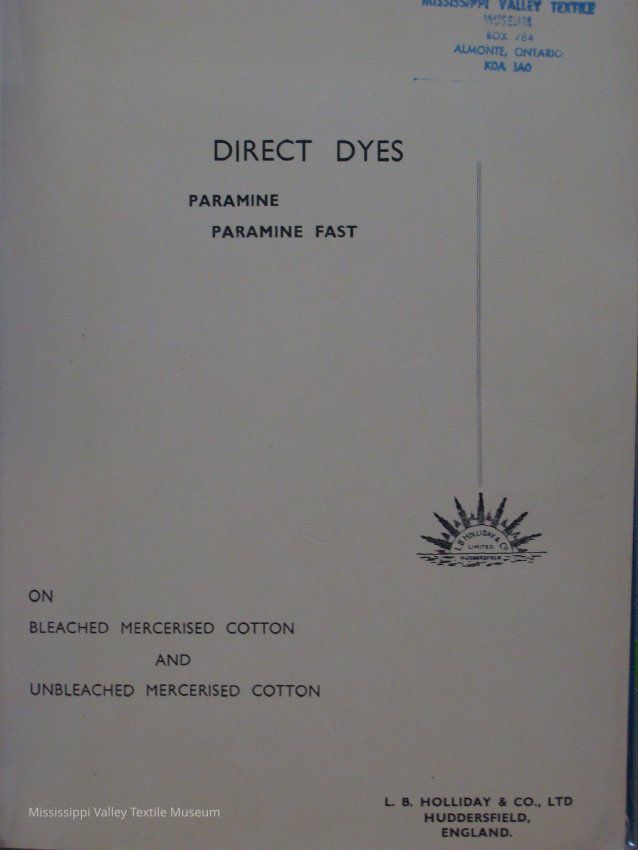 MISSISSIPPI VALLEY TEXTILE
MUSEUM
BOX 784
ALMONTE, ONTARIO
K0A 1A0
DIRECT DYES
PARAMINE
PARAMINE FAST
L B HOLLIDAY & Co
LIMITED
HUDDERSFIELD
ON
BLEACHED MERCERISED COTTON
AND
UNBLEACHED MERCERISED COTTON
L. B. HOLLIDAY & CO., LTD
HUDDERSFIELD,
ENGLAND.
Mississippi Valley Textile Museum